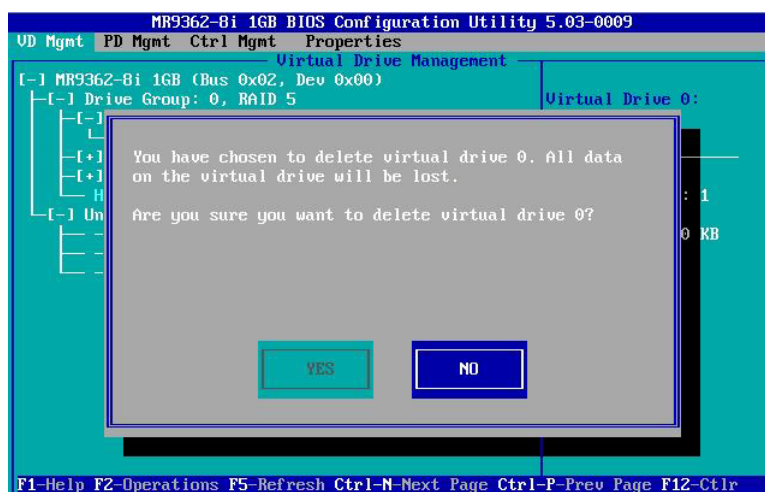 MR9362-8i 1GB BIOS Configuration Utility 5.03-0009
VD Mgmt PD Mgmt Ctrl Mgmt Properties
Virtual Drive Management
[-] MR9362-8i 1GB (Bus 0x02, Dev 0x00)
[-] Drive Group: 0, RAID 5
Virtual Drive 0:
[-]
[+]
[+]
H
: 1
[-] Un
0 KB
You have chosen to delete virtual drive 0. All data
on the virtual drive will be lost.
Are you sure you want to delete virtual drive 0?
YES NO
F1-Help F2-Operations F5-Refresh Ctrl-N-Next Page Ctrl-P-Prev Page F12-Ctlr